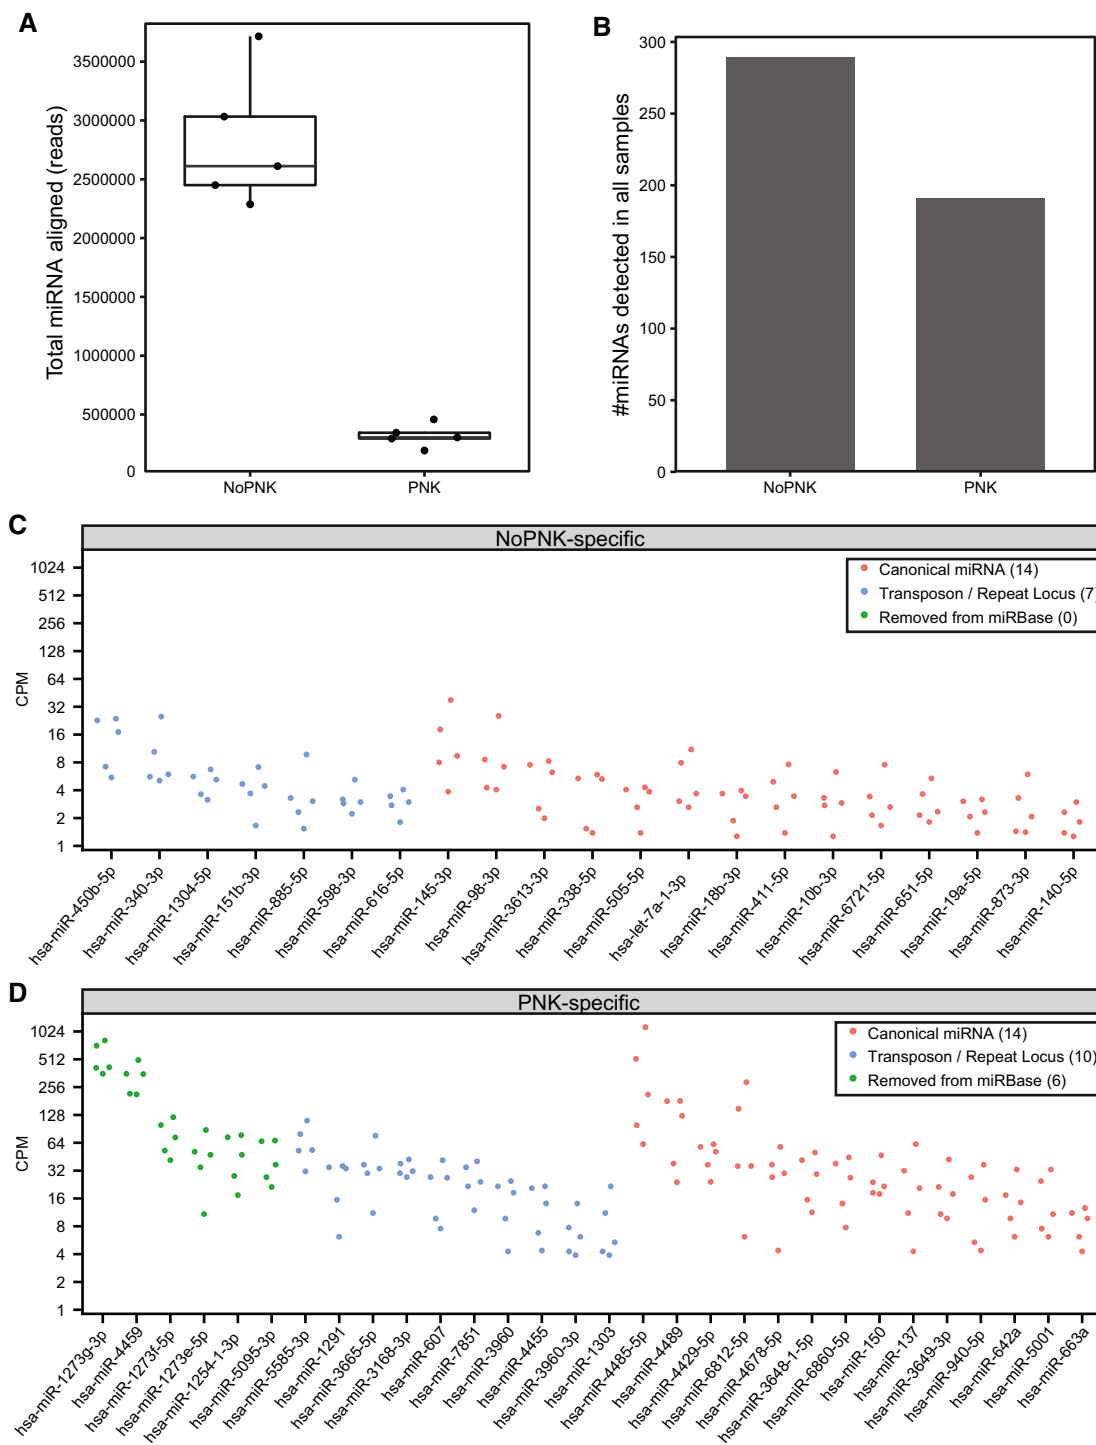 A
Total miRNA aligned (reads)
3500000
3000000
2500000
2000000
1500000
1000000
500000
0
NoPNK
PNK
B
#miRNAs detected in all samples
300
250
200
150
100
50
0
NoPNK
PNK
C
NoPNK-specific
CPM
1024
512
256
128
64
32
16
8
4
2
1
Canonical miRNA (14)
Transposon / Repeat Locus (7)
Removed from miRBase (0)
hsa-miR-450b-5p
hsa-miR-340-3p
hsa-miR-1304-5p
hsa-miR-151b-3p
hsa-miR-885-5p
hsa-miR-598-3p
hsa-miR-616-5p
hsa-miR-145-3p
hsa-miR-98-3p
hsa-miR-3613-3p
hsa-miR-338-5p
hsa-miR-505-5p
hsa-let-7a-1-3p
hsa-miR-18b-3p
hsa-miR-411-5p
hsa-miR-10b-3p
hsa-miR-6721-5p
hsa-miR-651-5p
hsa-miR-19a-5p
hsa-miR-873-3p
hsa-miR-140-5p
D
PNK-specific
CPM
1024
512
256
128
64
32
16
8
4
2
1
Canonical miRNA (14)
Transposon / Repeat Locus (10)
Removed from miRBase (6)
hsa-miR-1273g-3p
hsa-miR-4459
hsa-miR-1273f-5p
hsa-miR-1273e-5p
hsa-miR-1254-1-3p
hsa-miR-5095-3p
hsa-miR-5585-3p
hsa-miR-1291
hsa-miR-3665-5p
hsa-miR-3168-3p
hsa-miR-607
hsa-miR-7851
hsa-miR-3960
hsa-miR-4455
hsa-miR-3960-3p
hsa-miR-1303
hsa-miR-4485-5p
hsa-miR-4489
hsa-miR-4429-5p
hsa-miR-6812-5p
hsa-miR-4678-5p
hsa-miR-3648-1-5p
hsa-miR-6860-5p
hsa-miR-150
hsa-miR-137
hsa-miR-3649-3p
hsa-miR-940-5p
hsa-miR-642a
hsa-miR-5001
hsa-miR-663a